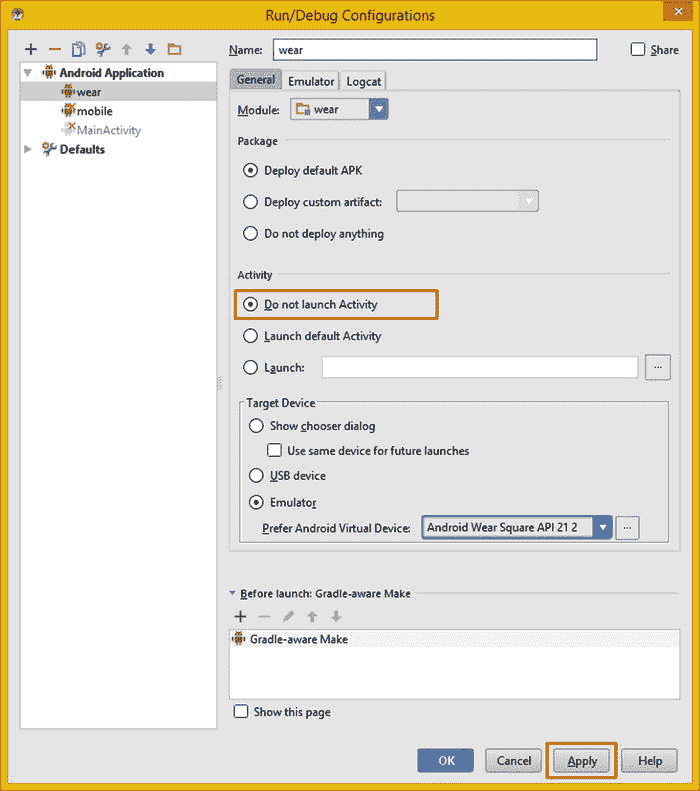 Run/Debug Configurations
Name: wear Share
Android Application
wear
mobile
MainActivity
Defaults
General Emulator Logcat
Module: wear
Package
Deploy default APK
Deploy custom artifact:
Do not deploy anything
Activity
Do not launch Activity
Launch default Activity
Launch: ...
Target Device
Show chooser dialog
Use same device for future launches
USB device
Emulator
Prefer Android Virtual Device: Android Wear Square API 21 2 ...
Before launch: Gradle-aware Make
Gradle-aware Make
Show this page
OK Cancel Apply Help